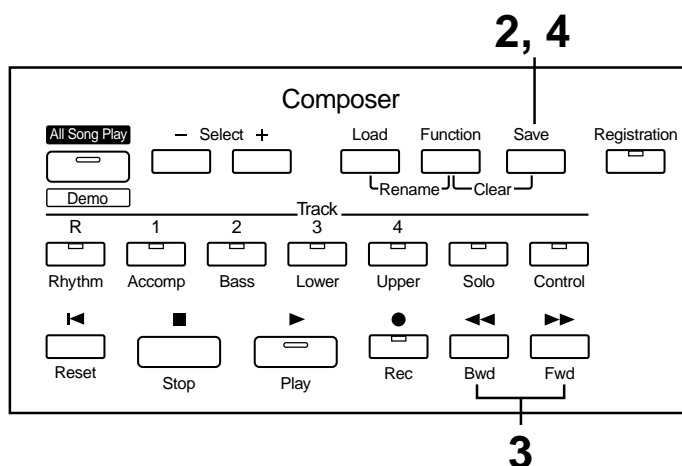 2, 4
Composer
All Song Play − Select + Load Function Save Registration
Rename Clear
Demo
Track
R 1 2 3 4
Rhythm Accomp Bass Lower Upper Solo Control
Reset Stop Play Rec Bwd Fwd
3